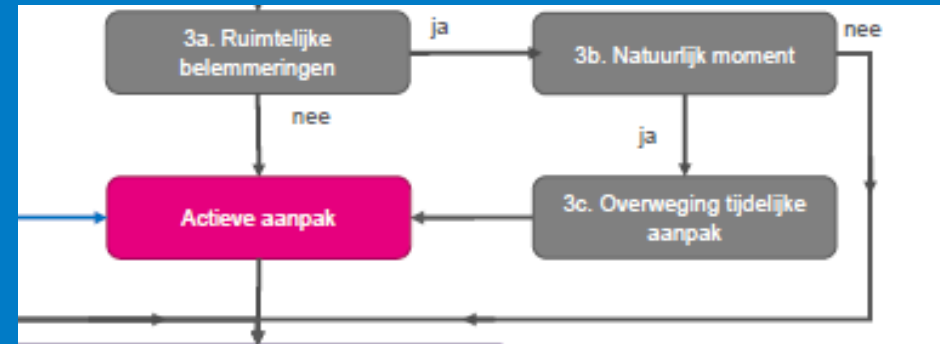 3a. Ruimtelijke
belemmeringen
ja
3b. Natuurlijk moment
nee
nee
ja
Actieve aanpak
3c. Overweging tijdelijke
aanpak